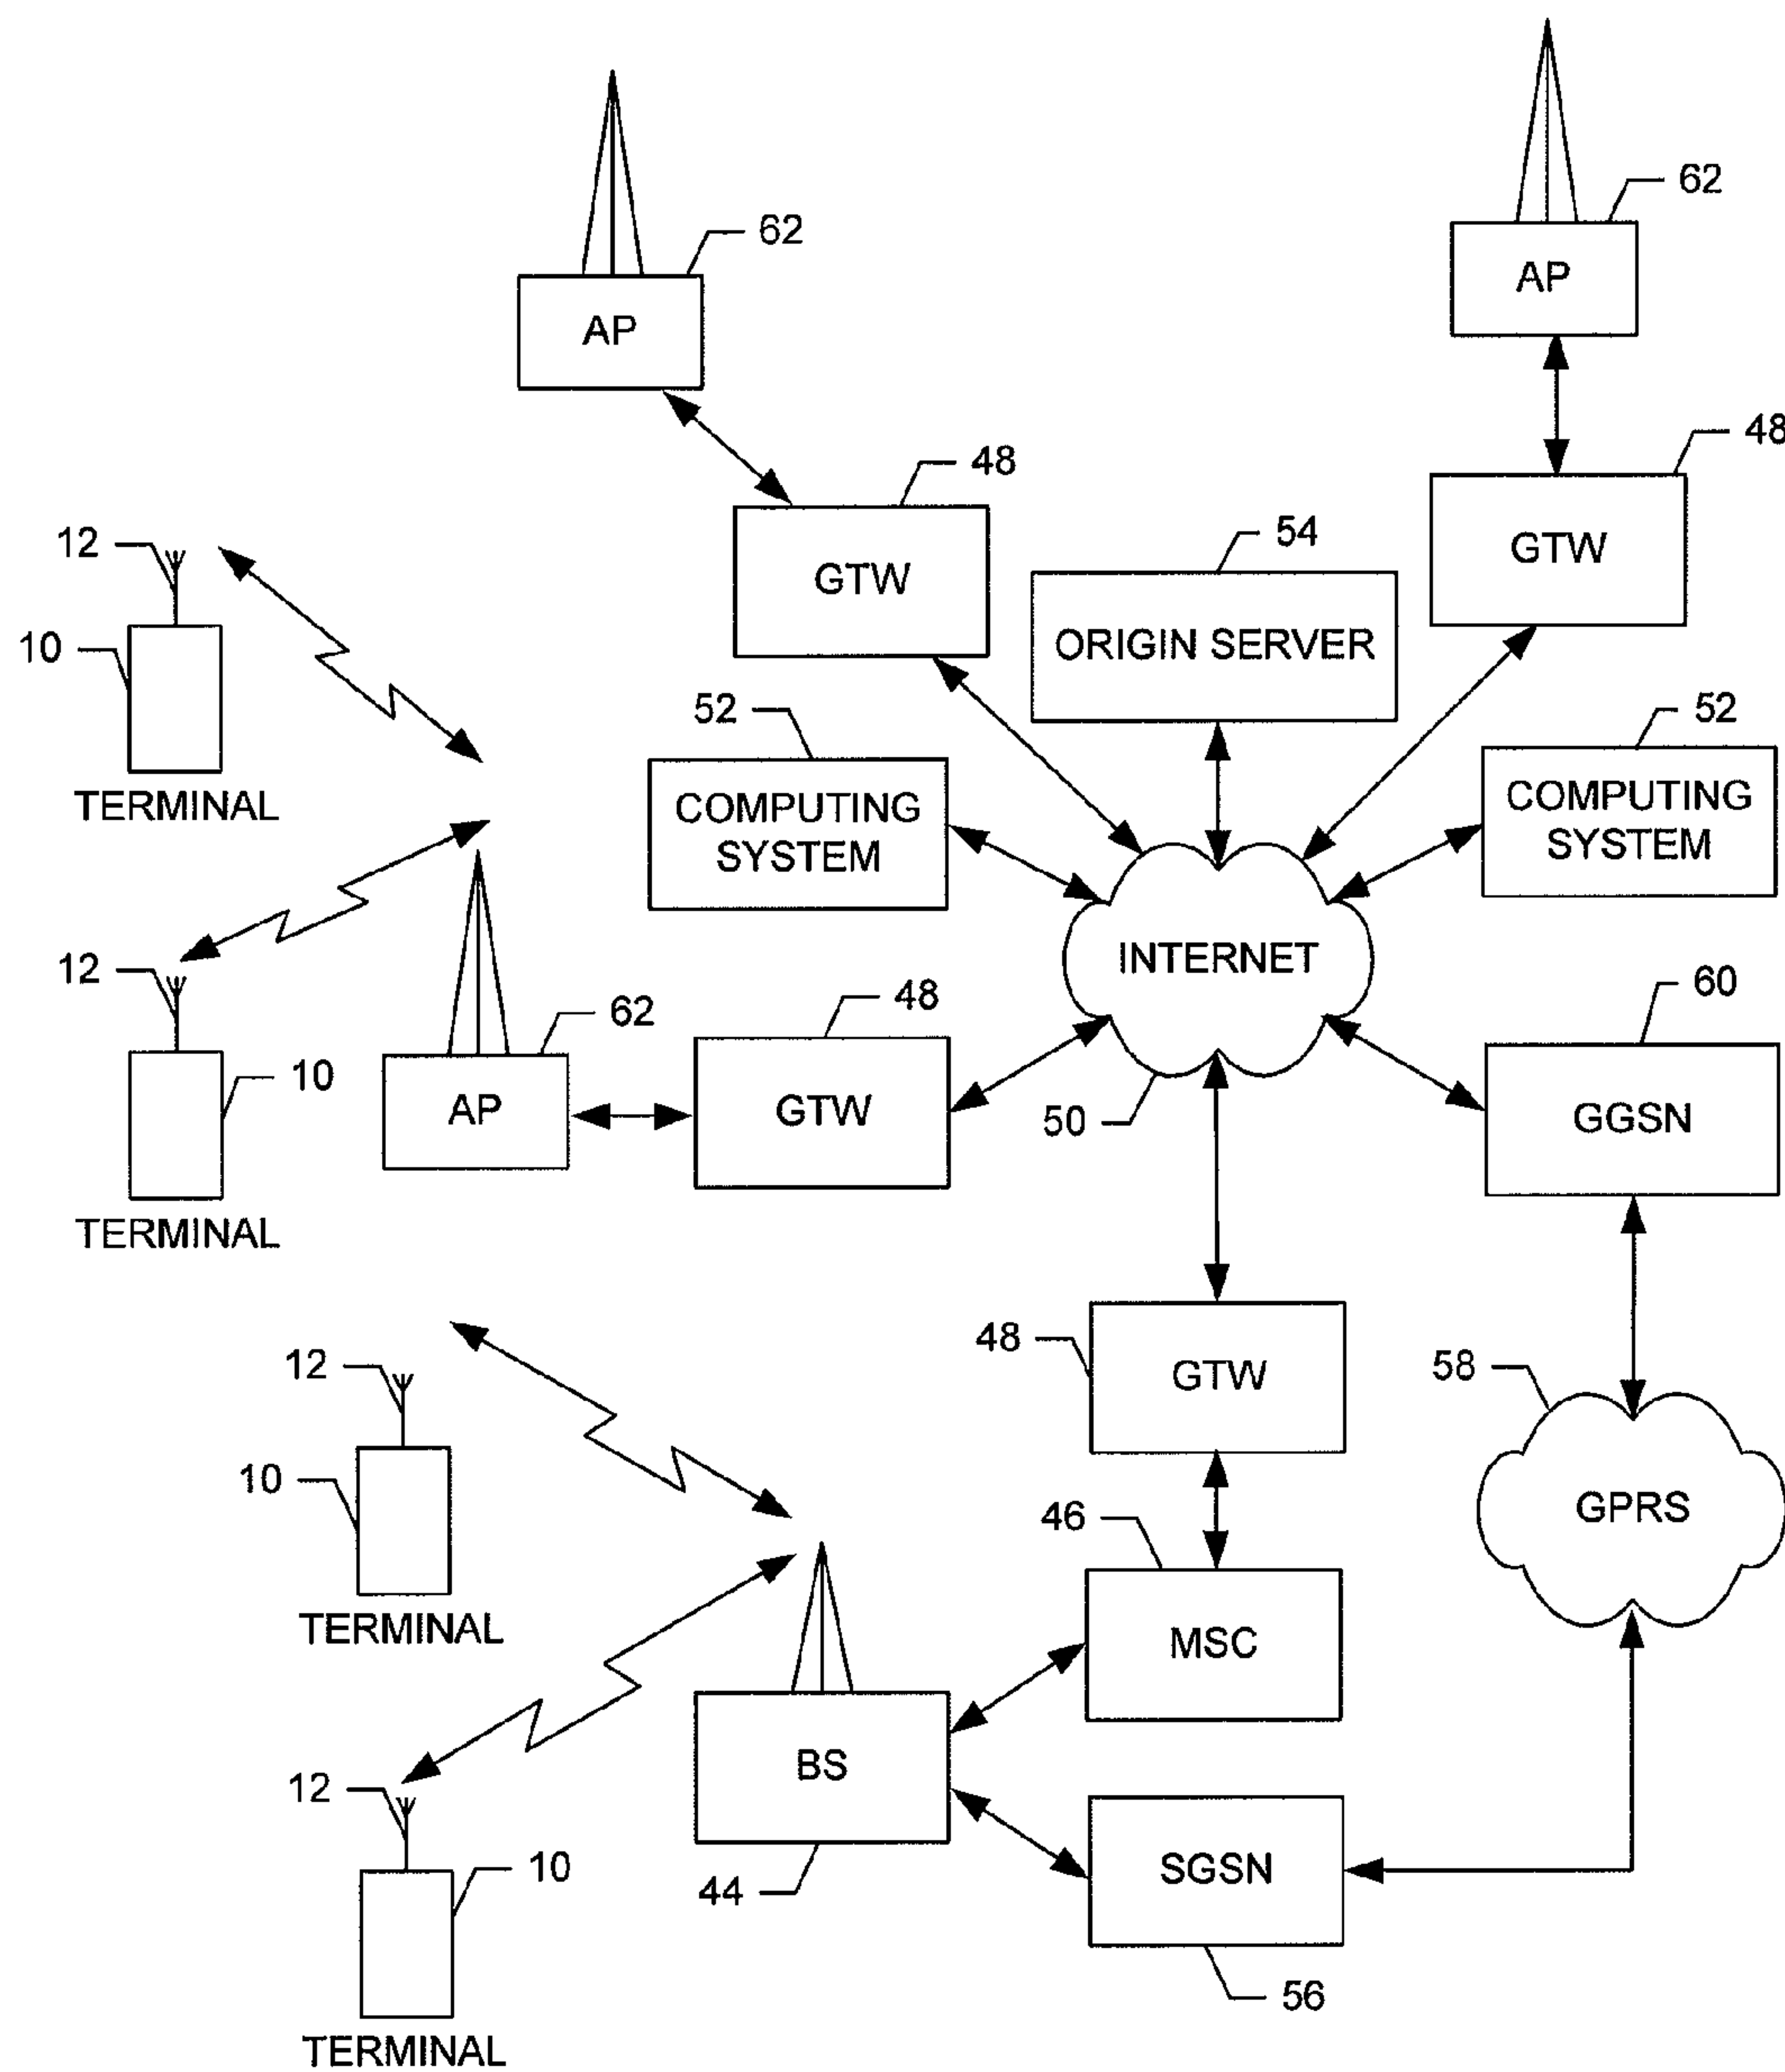 62
AP
62
AP
48
GTW
48
GTW
54
ORIGIN SERVER
12
10
TERMINAL
52
COMPUTING
SYSTEM
52
COMPUTING
SYSTEM
INTERNET
50
12
10
TERMINAL
62
AP
48
GTW
60
GGSN
48
GTW
58
GPRS
12
10
TERMINAL
46
MSC
BS
44
12
10
TERMINAL
SGSN
56